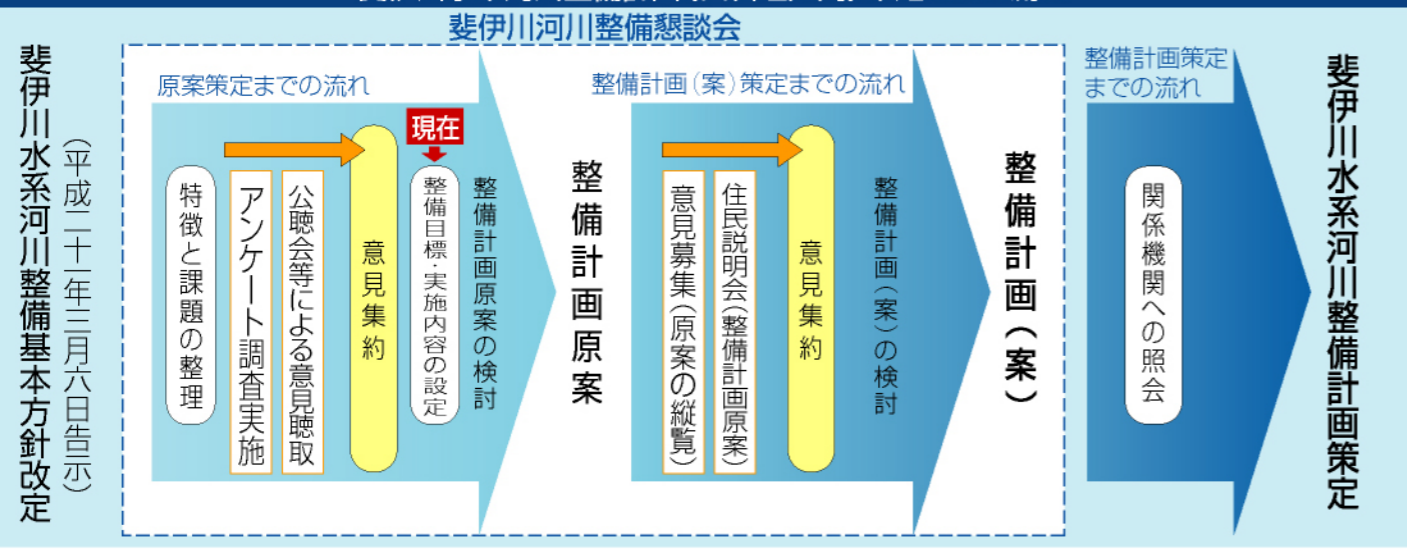 斐伊川河川整備懇談会
斐伊川水系河川整備基本方針改定
（平成二十一年三月六日告示）
原案策定までの流れ
特徴と課題の整理
アンケート調査実施
公聴会等による意見聴取
意見集約
現在
整備目標・実施内容の設定
整備計画原案の検討
整備計画原案
整備計画（案）策定までの流れ
意見募集（原案の縦覧）
住民説明会（整備計画原案）
意見集約
整備計画（案）の検討
整備計画（案）
整備計画策定
までの流れ
関係機関への照会
斐伊川水系河川整備計画策定